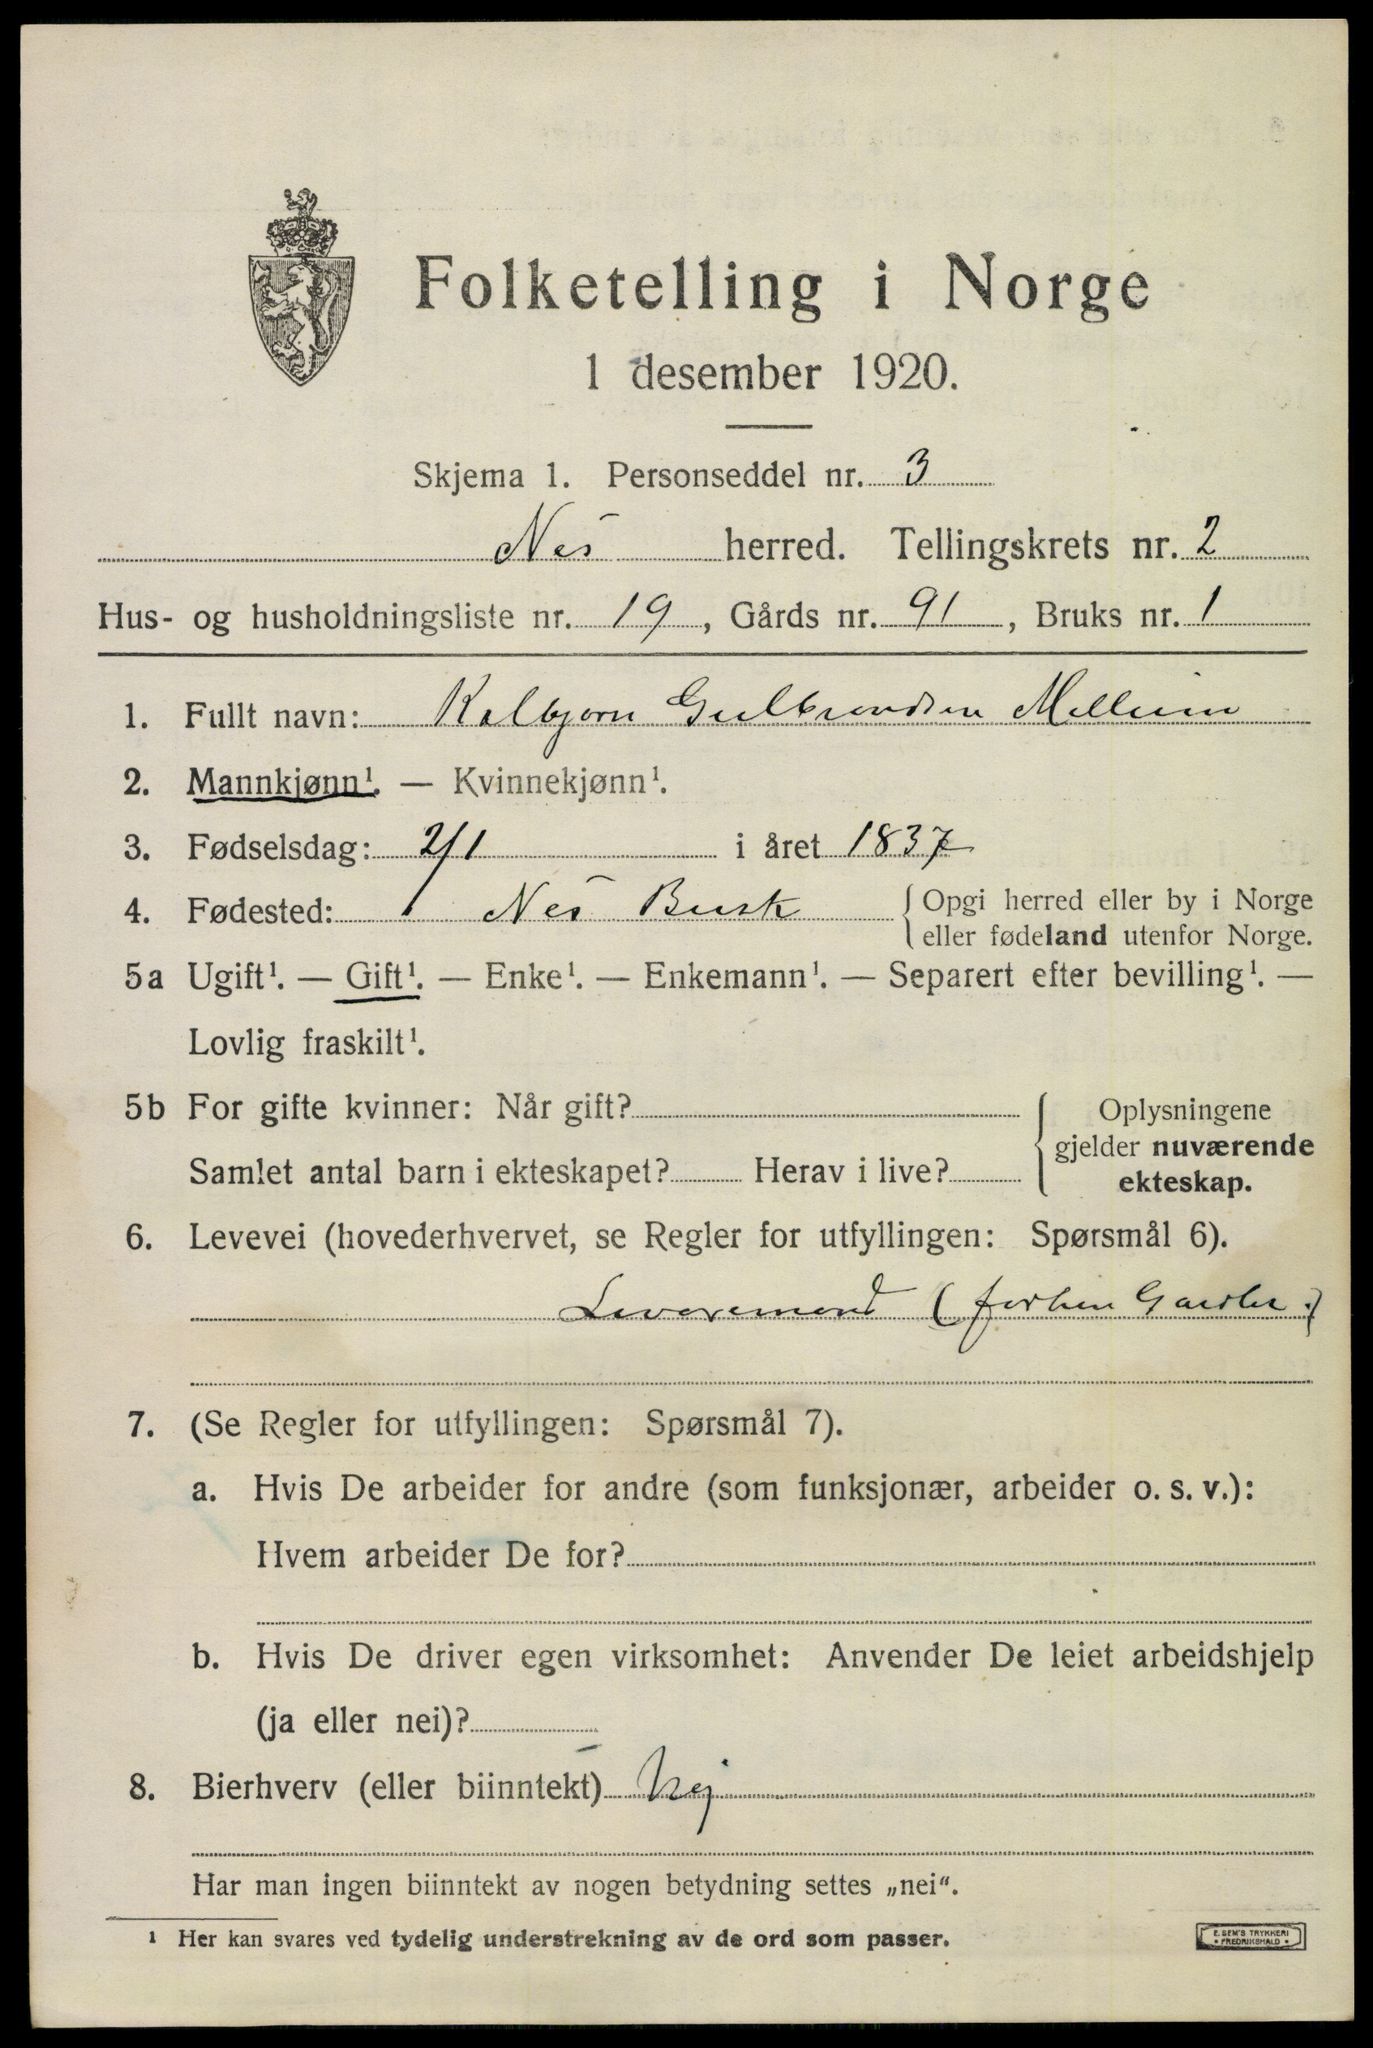 Folketelling i Norge
1 desember 1920.
Skjema 1. Personseddel nr. 3
Nes herred. Tellingskrets nr. 2
Hus- og husholdningsliste nr. 19, Gårds nr. 91, Bruks nr. 1
1. Fullt navn: Kolbjørn Gulbrandsen Mellum
2. Mannkjønn¹. — Kvinnekjønn¹.
3. Fødselsdag: 2/1 i året 1837
4. Fødested: Nes Busk { Opgi herred eller by i Norge
eller fødeland utenfor Norge.
5a Ugift¹. — Gift¹. — Enke¹. — Enkemann¹. — Separert efter bevilling¹. —
Lovlig fraskilt¹.
5b For gifte kvinner: Når gift? { Oplysningene
gjelder nuværende
Samlet antal barn i ekteskapet? Herav i live?
ekteskap.
6. Levevei (hovederhvervet, se Regler for utfyllingen: Spørsmål 6).
(forhen Gardbr.)
7. (Se Regler for utfyllingen: Spørsmål 7).
a. Hvis De arbeider for andre (som funksjonær, arbeider o. s. v.):
Hvem arbeider De for?
b. Hvis De driver egen virksomhet: Anvender De leiet arbeidshjelp
(ja eller nei)?
8. Bierhverv (eller biinntekt) Nej
Har man ingen biinntekt av nogen betydning settes „nei“.
¹ Her kan svares ved tydelig understrekning av de ord som passer.
E. SEM'S TRYKKERI
• FREDRIKSHALD •